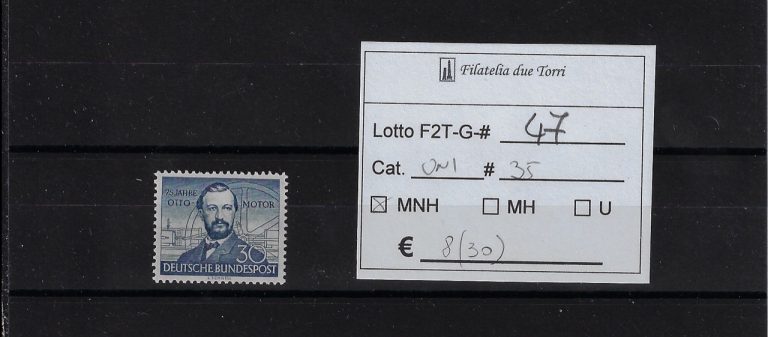 75 JAHRE
OTTO- MOTOR
30
DEUTSCHE BUNDESPOST
Filatelia due Torri
Lotto F2T-G-# 47
Cat. UNI # 35
MNH MH U
€ 8 (30)